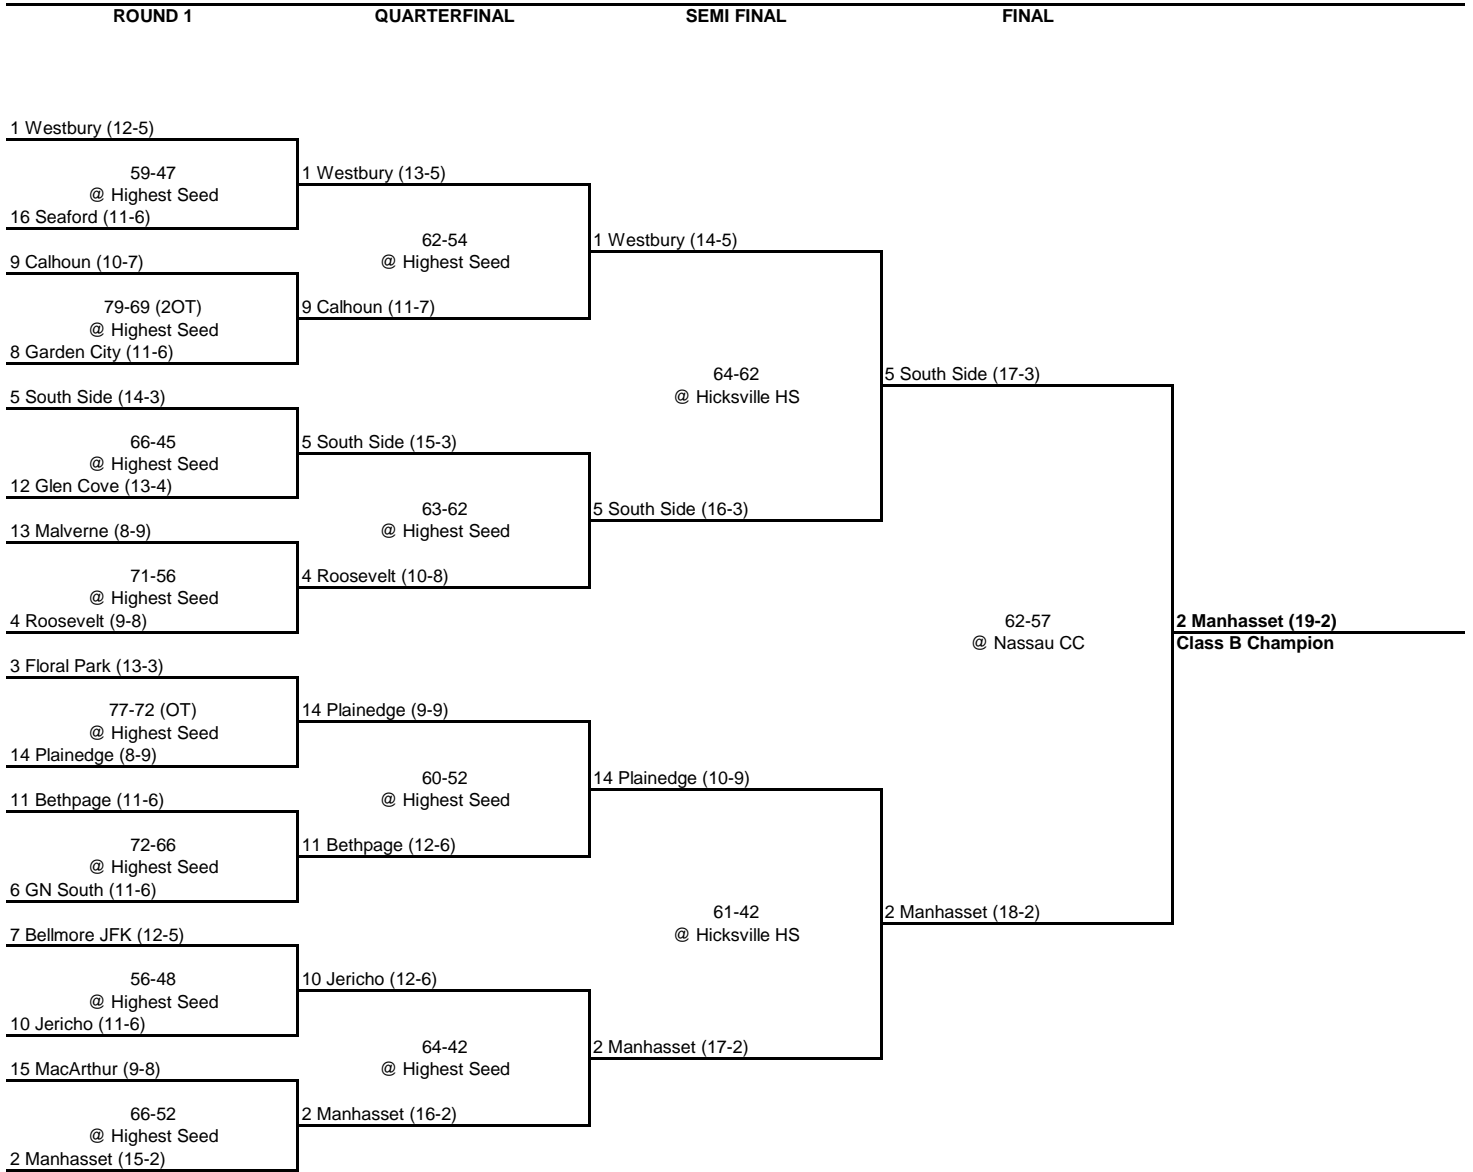 ROUND 1
QUARTERFINAL
SEMI FINAL
FINAL
1 Westbury (12-5)
59-47
@ Highest Seed
16 Seaford (11-6)
9 Calhoun (10-7)
79-69 (2OT)
@ Highest Seed
8 Garden City (11-6)
5 South Side (14-3)
66-45
@ Highest Seed
12 Glen Cove (13-4)
13 Malverne (8-9)
71-56
@ Highest Seed
4 Roosevelt (9-8)
3 Floral Park (13-3)
77-72 (OT)
@ Highest Seed
14 Plainedge (8-9)
11 Bethpage (11-6)
72-66
@ Highest Seed
6 GN South (11-6)
7 Bellmore JFK (12-5)
56-48
@ Highest Seed
10 Jericho (11-6)
15 MacArthur (9-8)
66-52
@ Highest Seed
2 Manhasset (15-2)
1 Westbury (13-5)
62-54
@ Highest Seed
9 Calhoun (11-7)
5 South Side (15-3)
63-62
@ Highest Seed
4 Roosevelt (10-8)
14 Plainedge (9-9)
60-52
@ Highest Seed
11 Bethpage (12-6)
10 Jericho (12-6)
64-42
@ Highest Seed
2 Manhasset (16-2)
1 Westbury (14-5)
64-62
@ Hicksville HS
5 South Side (16-3)
14 Plainedge (10-9)
61-42
@ Hicksville HS
2 Manhasset (17-2)
5 South Side (17-3)
62-57
@ Nassau CC
2 Manhasset (18-2)
2 Manhasset (19-2)
Class B Champion